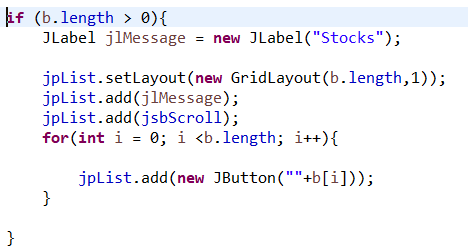 if (b.length > 0){
    JLabel jlMessage = new JLabel("Stocks");
    jpList.setLayout(new GridLayout(b.length,1));
    jpList.add(jlMessage);
    jpList.add(jsbScroll);
    for(int i = 0; i <b.length; i++){
        jpList.add(new JButton(""+b[i]));
    }
}